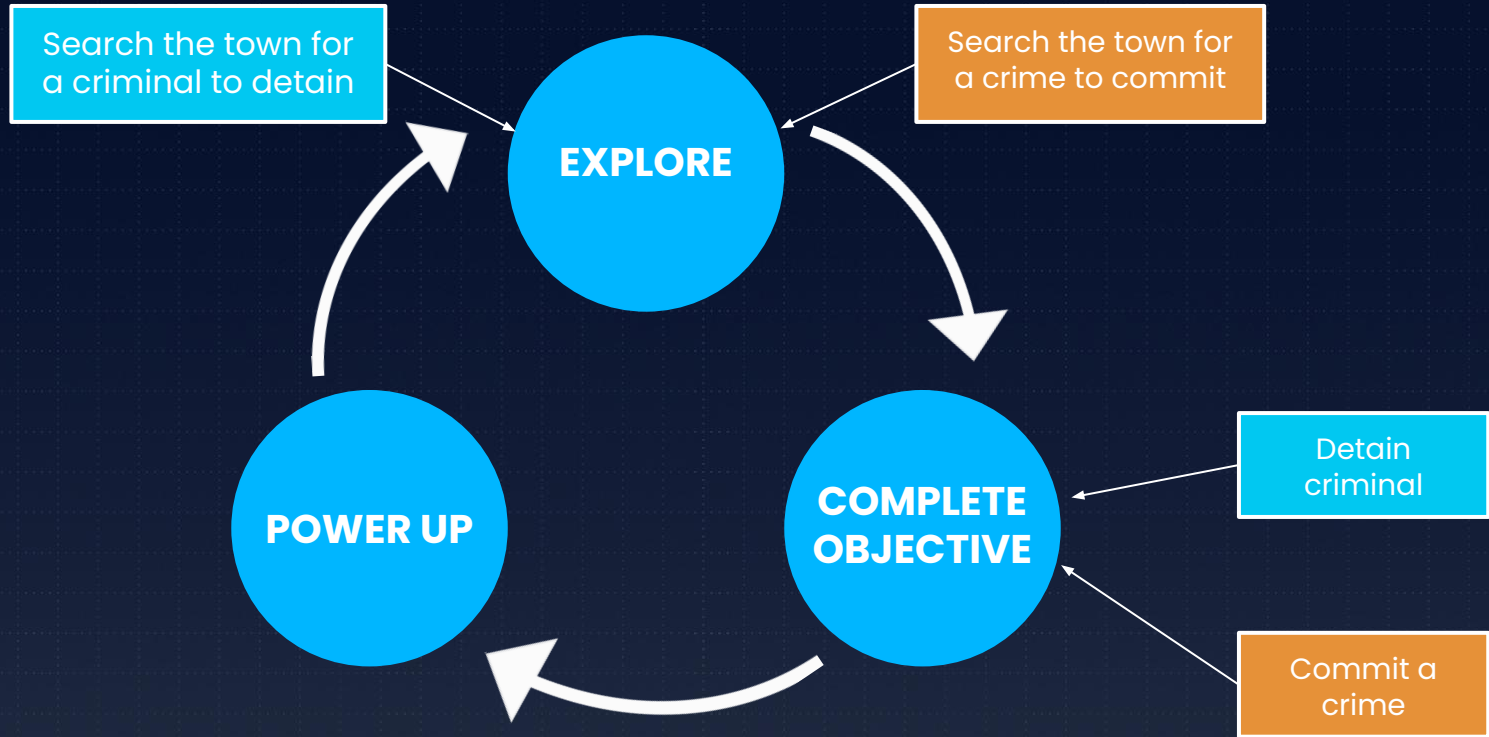 Search the town for
a criminal to detain
Search the town for
a crime to commit
EXPLORE
POWER UP
COMPLETE
OBJECTIVE
Detain
criminal
Commit a
crime